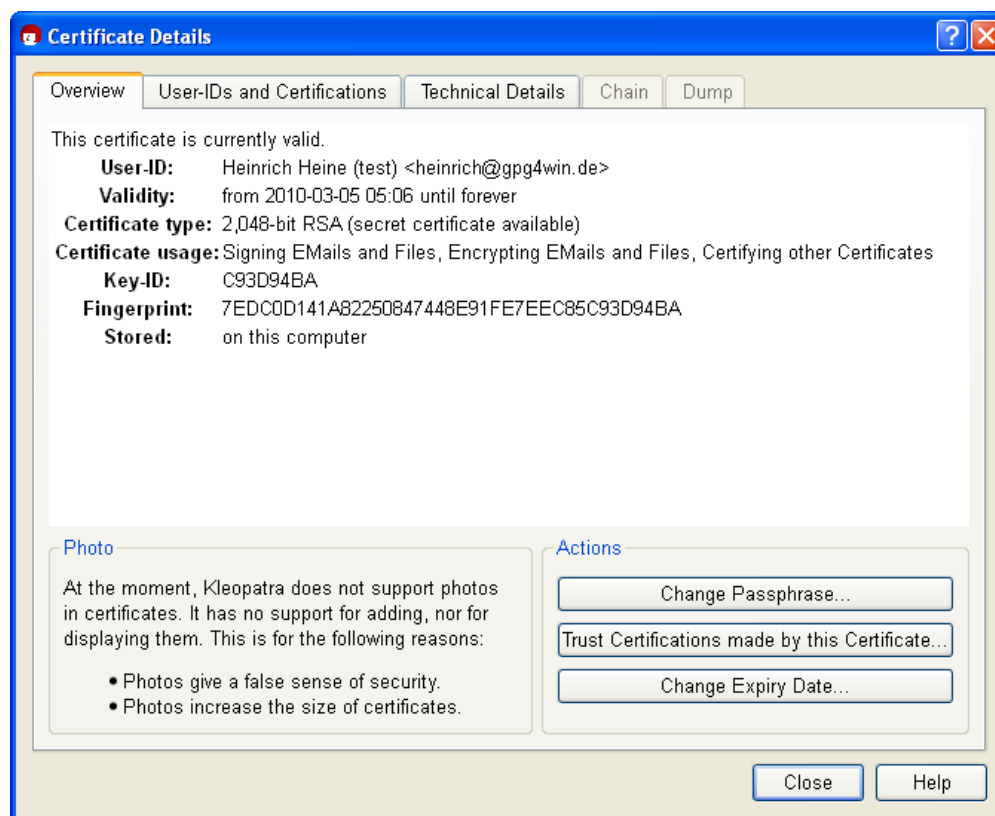 Certificate Details
Overview
User-IDs and Certifications
Technical Details
Chain
Dump
This certificate is currently valid.
User-ID: Heinrich Heine (test) <heinrich@gpg4win.de>
Validity: from 2010-03-05 05:06 until forever
Certificate type: 2,048-bit RSA (secret certificate available)
Certificate usage: Signing EMails and Files, Encrypting EMails and Files, Certifying other Certificates
Key-ID: C93D94BA
Fingerprint: 7EDC0D141A82250847448E91FE7EEC85C93D94BA
Stored: on this computer
Photo
At the moment, Kleopatra does not support photos
in certificates. It has no support for adding, nor for
displaying them. This is for the following reasons:
• Photos give a false sense of security.
• Photos increase the size of certificates.
Actions
Change Passphrase...
Trust Certifications made by this Certificate...
Change Expiry Date...
Close
Help